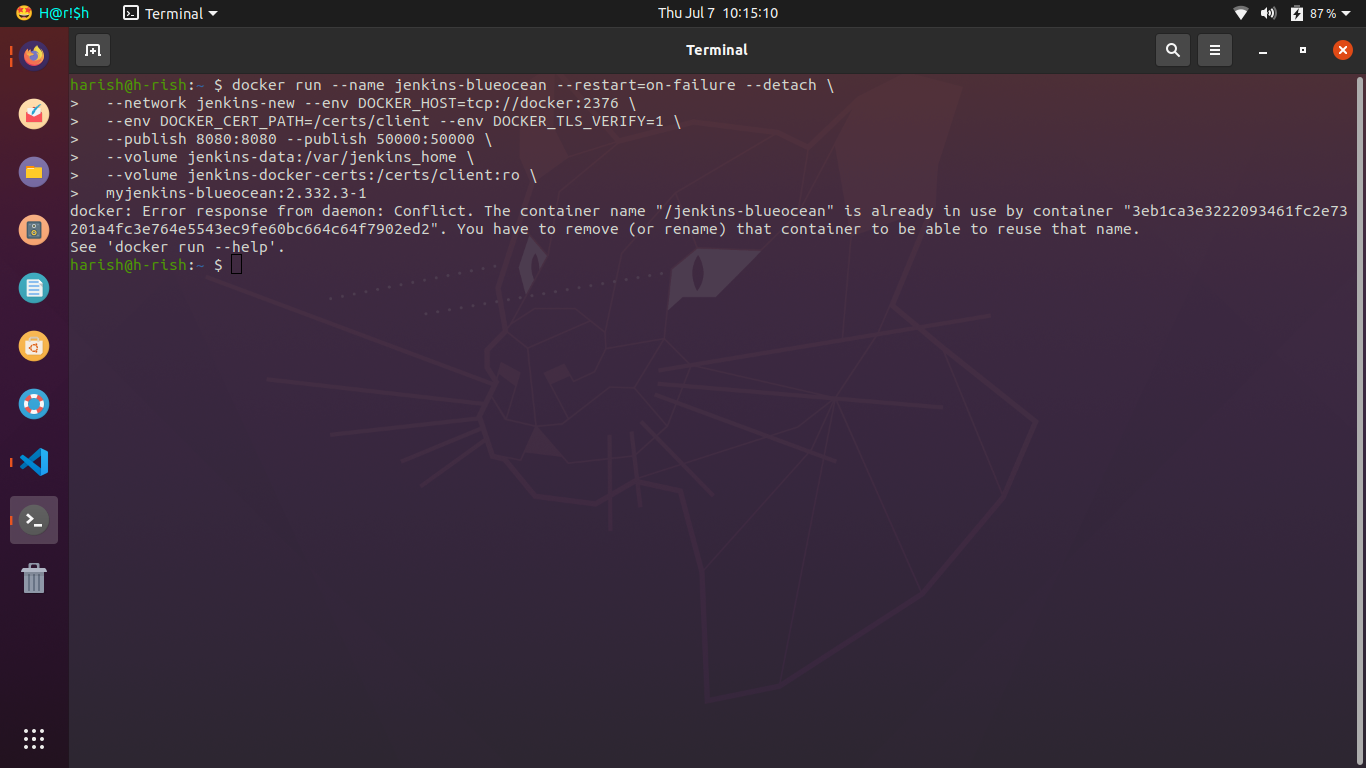 H@r!$h
Terminal
Thu Jul 7 10:15:10
87%
Terminal
harish@h-rish:~ $ docker run --name jenkins-blueocean --restart=on-failure --detach \
>   --network jenkins-new --env DOCKER_HOST=tcp://docker:2376 \
>   --env DOCKER_CERT_PATH=/certs/client --env DOCKER_TLS_VERIFY=1 \
>   --publish 8080:8080 --publish 50000:50000 \
>   --volume jenkins-data:/var/jenkins_home \
>   --volume jenkins-docker-certs:/certs/client:ro \
>   myjenkins-blueocean:2.332.3-1
docker: Error response from daemon: Conflict. The container name "/jenkins-blueocean" is already in use by container "3eb1ca3e3222093461fc2e73
201a4fc3e764e5543ec9fe60bc664c64f7902ed2". You have to remove (or rename) that container to be able to reuse that name.
See 'docker run --help'.
harish@h-rish:~ $